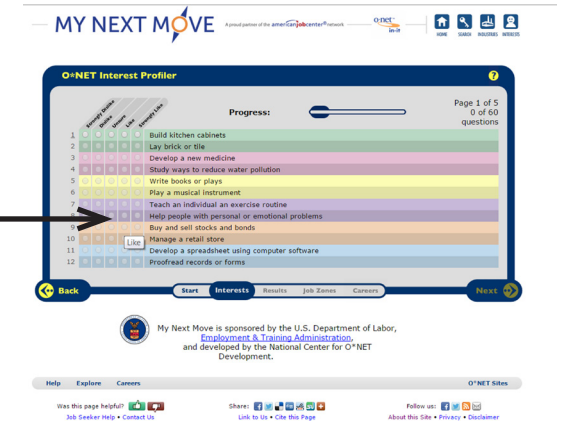 MY NEXT MOVE
A proud partner of the americanjobcenter® network
o·net™
in-it
HOME SEARCH INDUSTRIES INTERESTS
O*NET Interest Profiler ?
Strongly Dislike
Dislike
Unsure
Like
Strongly Like
Progress:
Page 1 of 5
0 of 60
questions
1 Build kitchen cabinets
2 Lay brick or tile
3 Develop a new medicine
4 Study ways to reduce water pollution
5 Write books or plays
6 Play a musical instrument
7 Teach an individual an exercise routine
8 Help people with personal or emotional problems
9 Buy and sell stocks and bonds
10 Manage a retail store
Like
11 Develop a spreadsheet using computer software
12 Proofread records or forms
Back Start Interests Results Job Zones Careers Next
My Next Move is sponsored by the U.S. Department of Labor,
Employment & Training Administration,
and developed by the National Center for O*NET
Development.
Help Explore Careers O*NET Sites
Was this page helpful? Share: Follow us:
Job Seeker Help • Contact Us Link to Us • Cite this Page About this Site • Privacy • Disclaimer